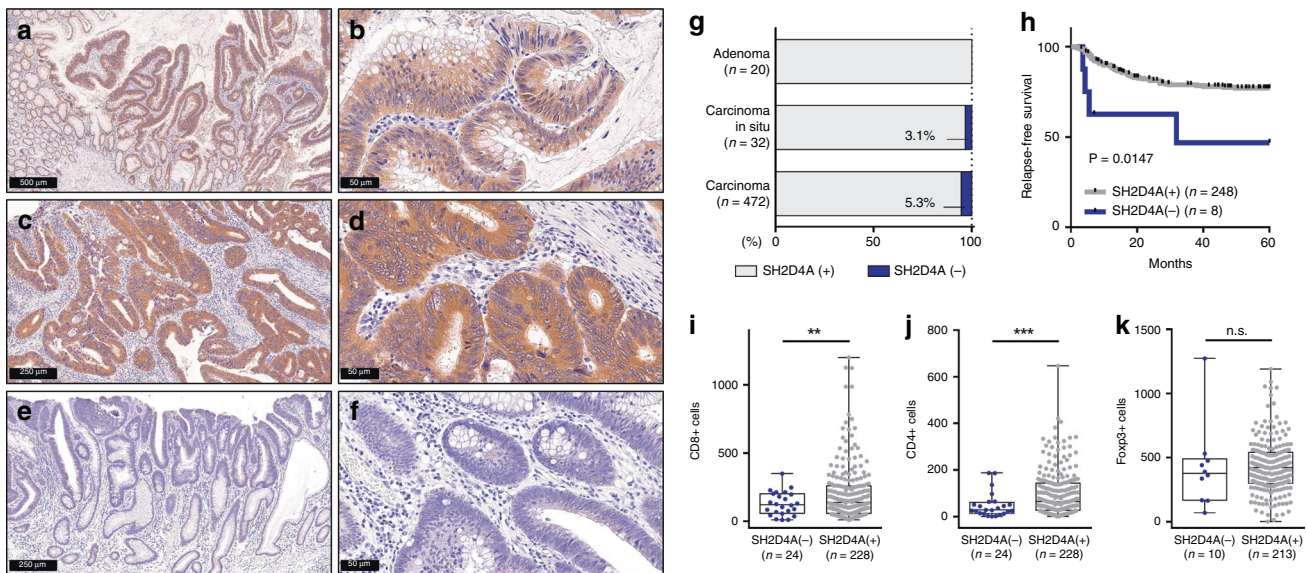 a
500 µm
b
50 µm
c
250 µm
d
50 µm
e
250 µm
f
50 µm
g
Adenoma
(n = 20)
Carcinoma
in situ
(n = 32)
3.1%
Carcinoma
(n = 472)
5.3%
(%)
0
50
100
SH2D4A (+)
SH2D4A (–)
h
Relapse-free survival
100
50
0
P = 0.0147
SH2D4A(+) (n = 248)
SH2D4A(–) (n = 8)
0
20
40
60
Months
i
**
CD8+ cells
1000
500
0
SH2D4A(–)
(n = 24)
SH2D4A(+)
(n = 228)
j
***
CD4+ cells
800
600
400
200
0
SH2D4A(–)
(n = 24)
SH2D4A(+)
(n = 228)
k
n.s.
Foxp3+ cells
1500
1000
500
0
SH2D4A(–)
(n = 10)
SH2D4A(+)
(n = 213)